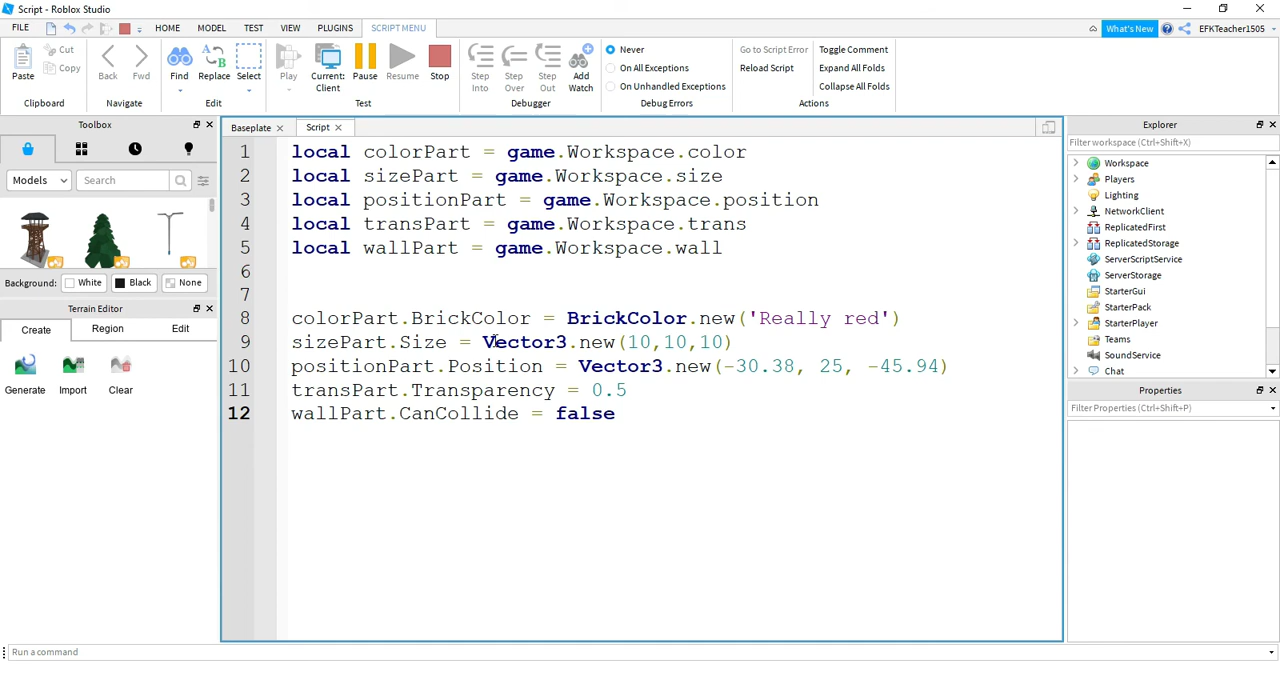 Script - Roblox Studio
FILE HOME MODEL TEST VIEW PLUGINS SCRIPT MENU What's New EFKTeacher1505
Paste Cut Copy Back Fwd Find Replace Select Play Current: Client Pause Resume Stop Step Into Step Over Step Out Add Watch
Never
On All Exceptions
On Unhandled Exceptions
Go to Script Error
Reload Script
Toggle Comment
Expand All Folds
Collapse All Folds
Clipboard Navigate Edit Test Debugger Debug Errors Actions
Toolbox
Models Search
Background: White Black None
Terrain Editor
Create Region Edit
Generate Import Clear
Baseplate Script
1 local colorPart = game.Workspace.color
2 local sizePart = game.Workspace.size
3 local positionPart = game.Workspace.position
4 local transPart = game.Workspace.trans
5 local wallPart = game.Workspace.wall
6
7
8 colorPart.BrickColor = BrickColor.new('Really red')
9 sizePart.Size = Vector3.new(10,10,10)
10 positionPart.Position = Vector3.new(-30.38, 25, -45.94)
11 transPart.Transparency = 0.5
12 wallPart.CanCollide = false
Explorer
Filter workspace (Ctrl+Shift+X)
Workspace
Players
Lighting
NetworkClient
ReplicatedFirst
ReplicatedStorage
ServerScriptService
ServerStorage
StarterGui
StarterPack
StarterPlayer
Teams
SoundService
Chat
Properties
Filter Properties (Ctrl+Shift+P)
Run a command